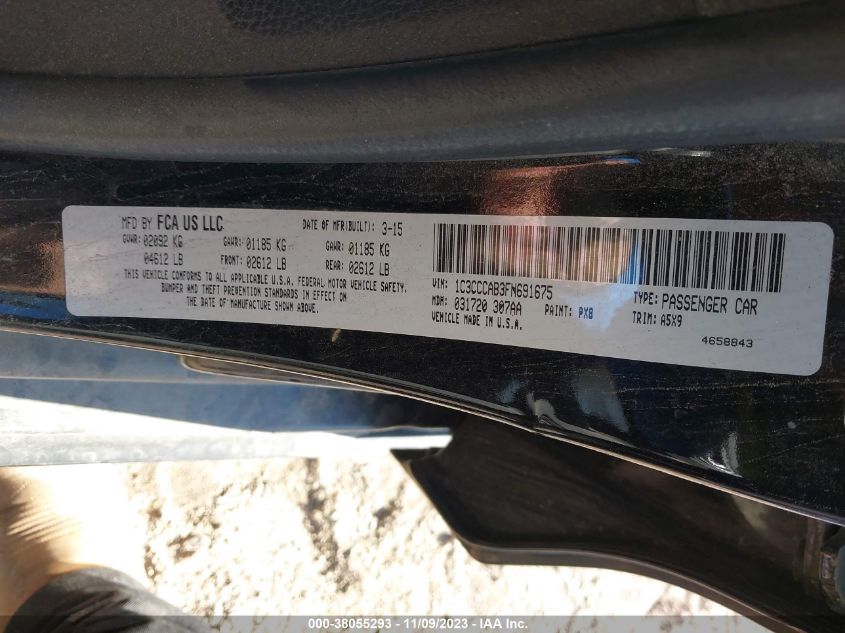 MFD BY FCA US LLC DATE OF MFR(BUILT): 3-15
GVWR: 02092 KG GAWR: 01185 KG GAWR: 01185 KG
04612 LB FRONT: 02612 LB REAR: 02612 LB
THIS VEHICLE CONFORMS TO ALL APPLICABLE U.S.A. FEDERAL MOTOR VEHICLE SAFETY,
BUMPER AND THEFT PREVENTION STANDARDS IN EFFECT ON
THE DATE OF MANUFACTURE SHOWN ABOVE.
VIN: 1C3CCCAB3FN691675 TYPE: PASSENGER CAR
MDH: 031720 307AA PAINT: PX8 TRIM: A5X9
VEHICLE MADE IN U.S.A.
4658843
000-38055293 - 11/09/2023 - IAA Inc.